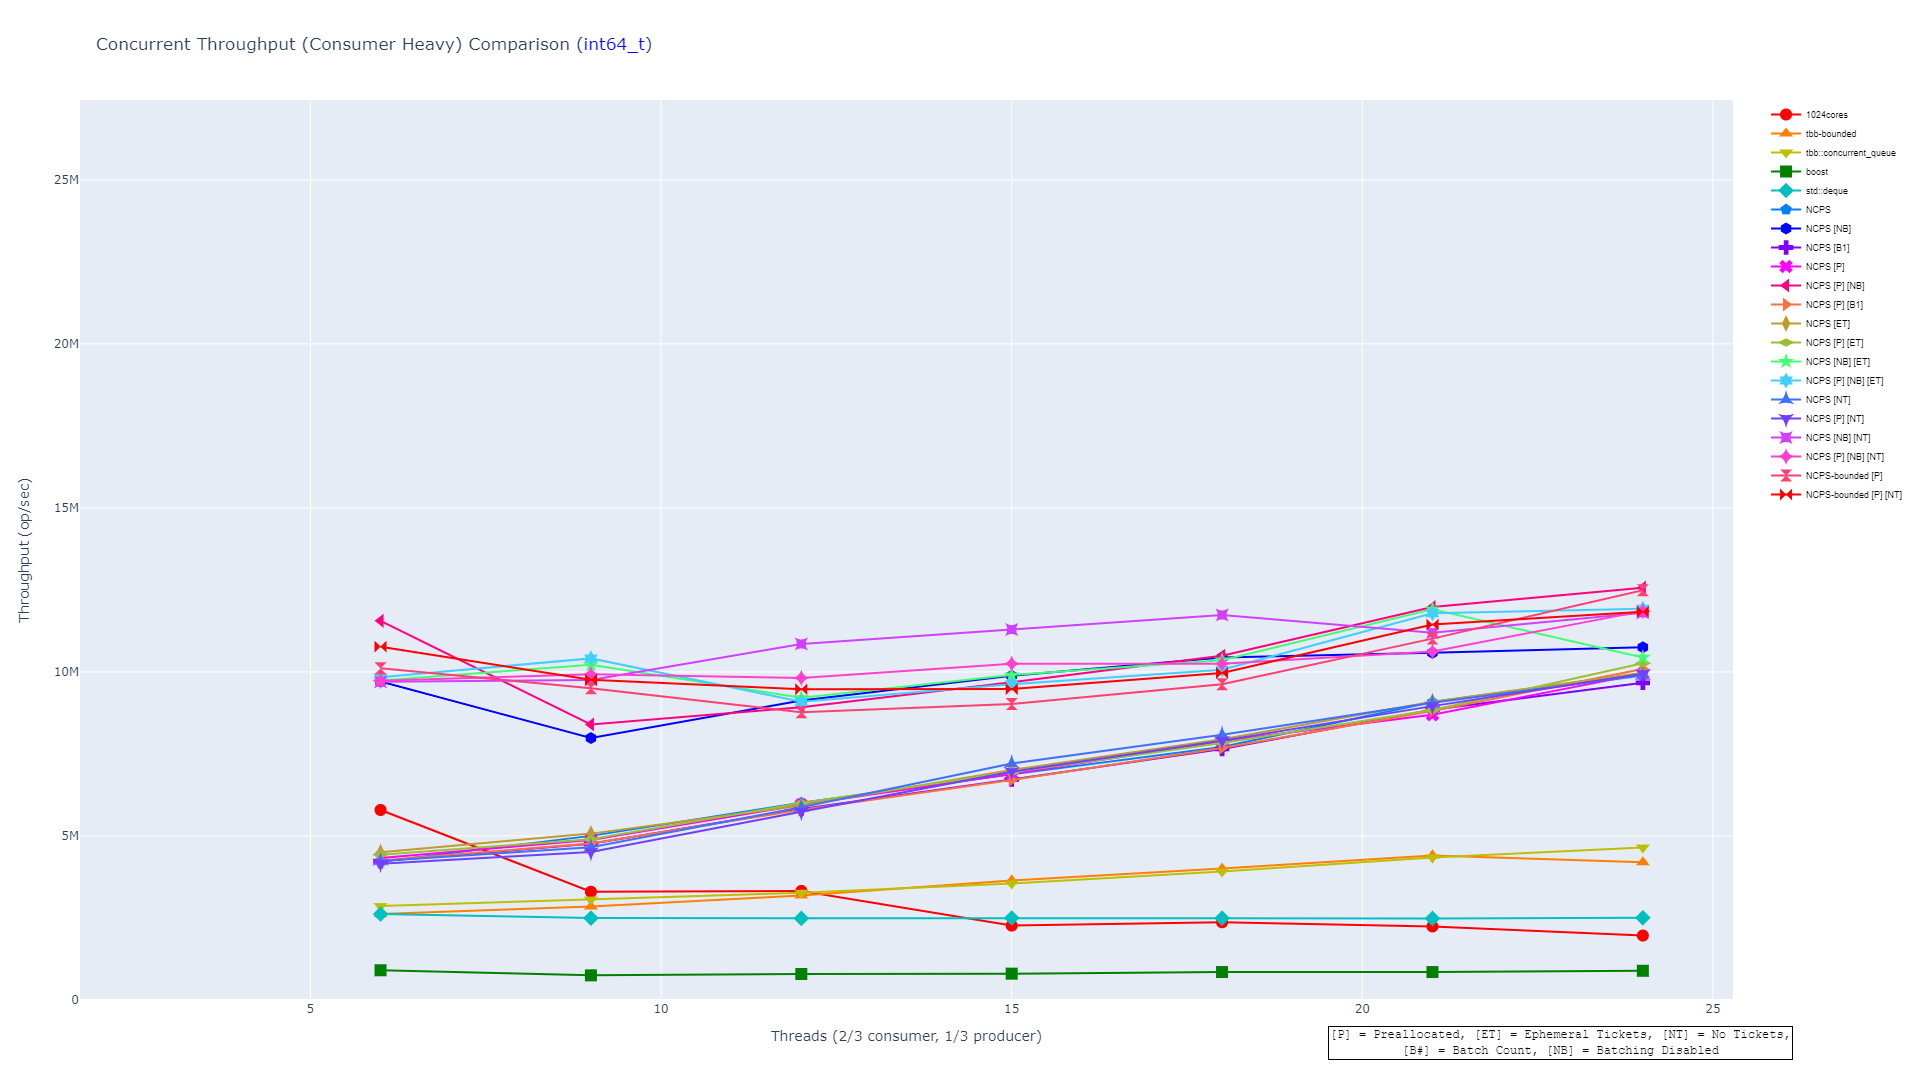 Concurrent Throughput (Consumer Heavy) Comparison (int64_t)
Throughput (op/sec)
25M
20M
15M
10M
5M
0
5
10
15
20
25
Threads (2/3 consumer, 1/3 producer)
1024cores
tbb-bounded
tbb::concurrent_queue
boost
std::deque
NCPS
NCPS [NB]
NCPS [B1]
NCPS [P]
NCPS [P] [NB]
NCPS [P] [B1]
NCPS [ET]
NCPS [P] [ET]
NCPS [NB] [ET]
NCPS [P] [NB] [ET]
NCPS [NT]
NCPS [P] [NT]
NCPS [NB] [NT]
NCPS [P] [NB] [NT]
NCPS-bounded [P]
NCPS-bounded [P] [NT]
[P] = Preallocated, [ET] = Ephemeral Tickets, [NT] = No Tickets,
[B#] = Batch Count, [NB] = Batching Disabled